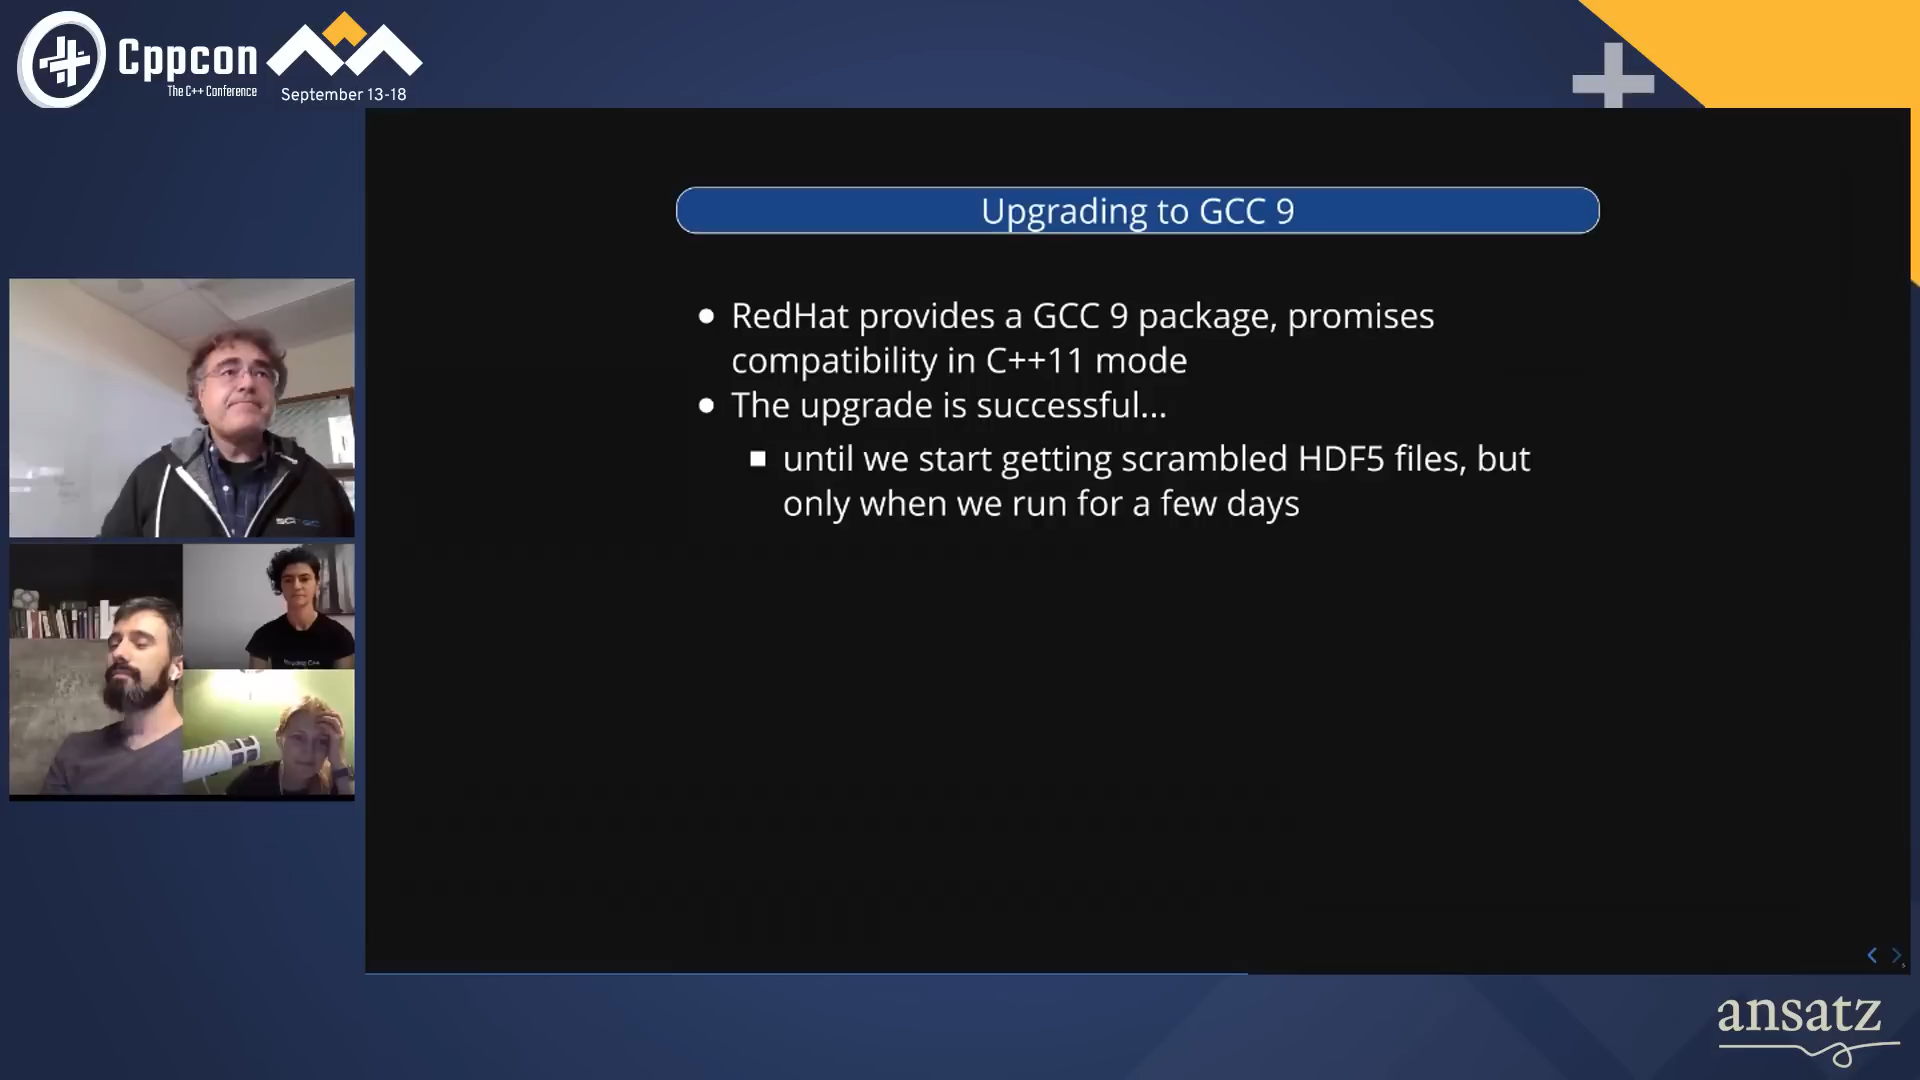 Cppcon
The C++ Conference
September 13-18
Upgrading to GCC 9
RedHat provides a GCC 9 package, promises
compatibility in C++11 mode
The upgrade is successful...
until we start getting scrambled HDF5 files, but
only when we run for a few days
ansatz